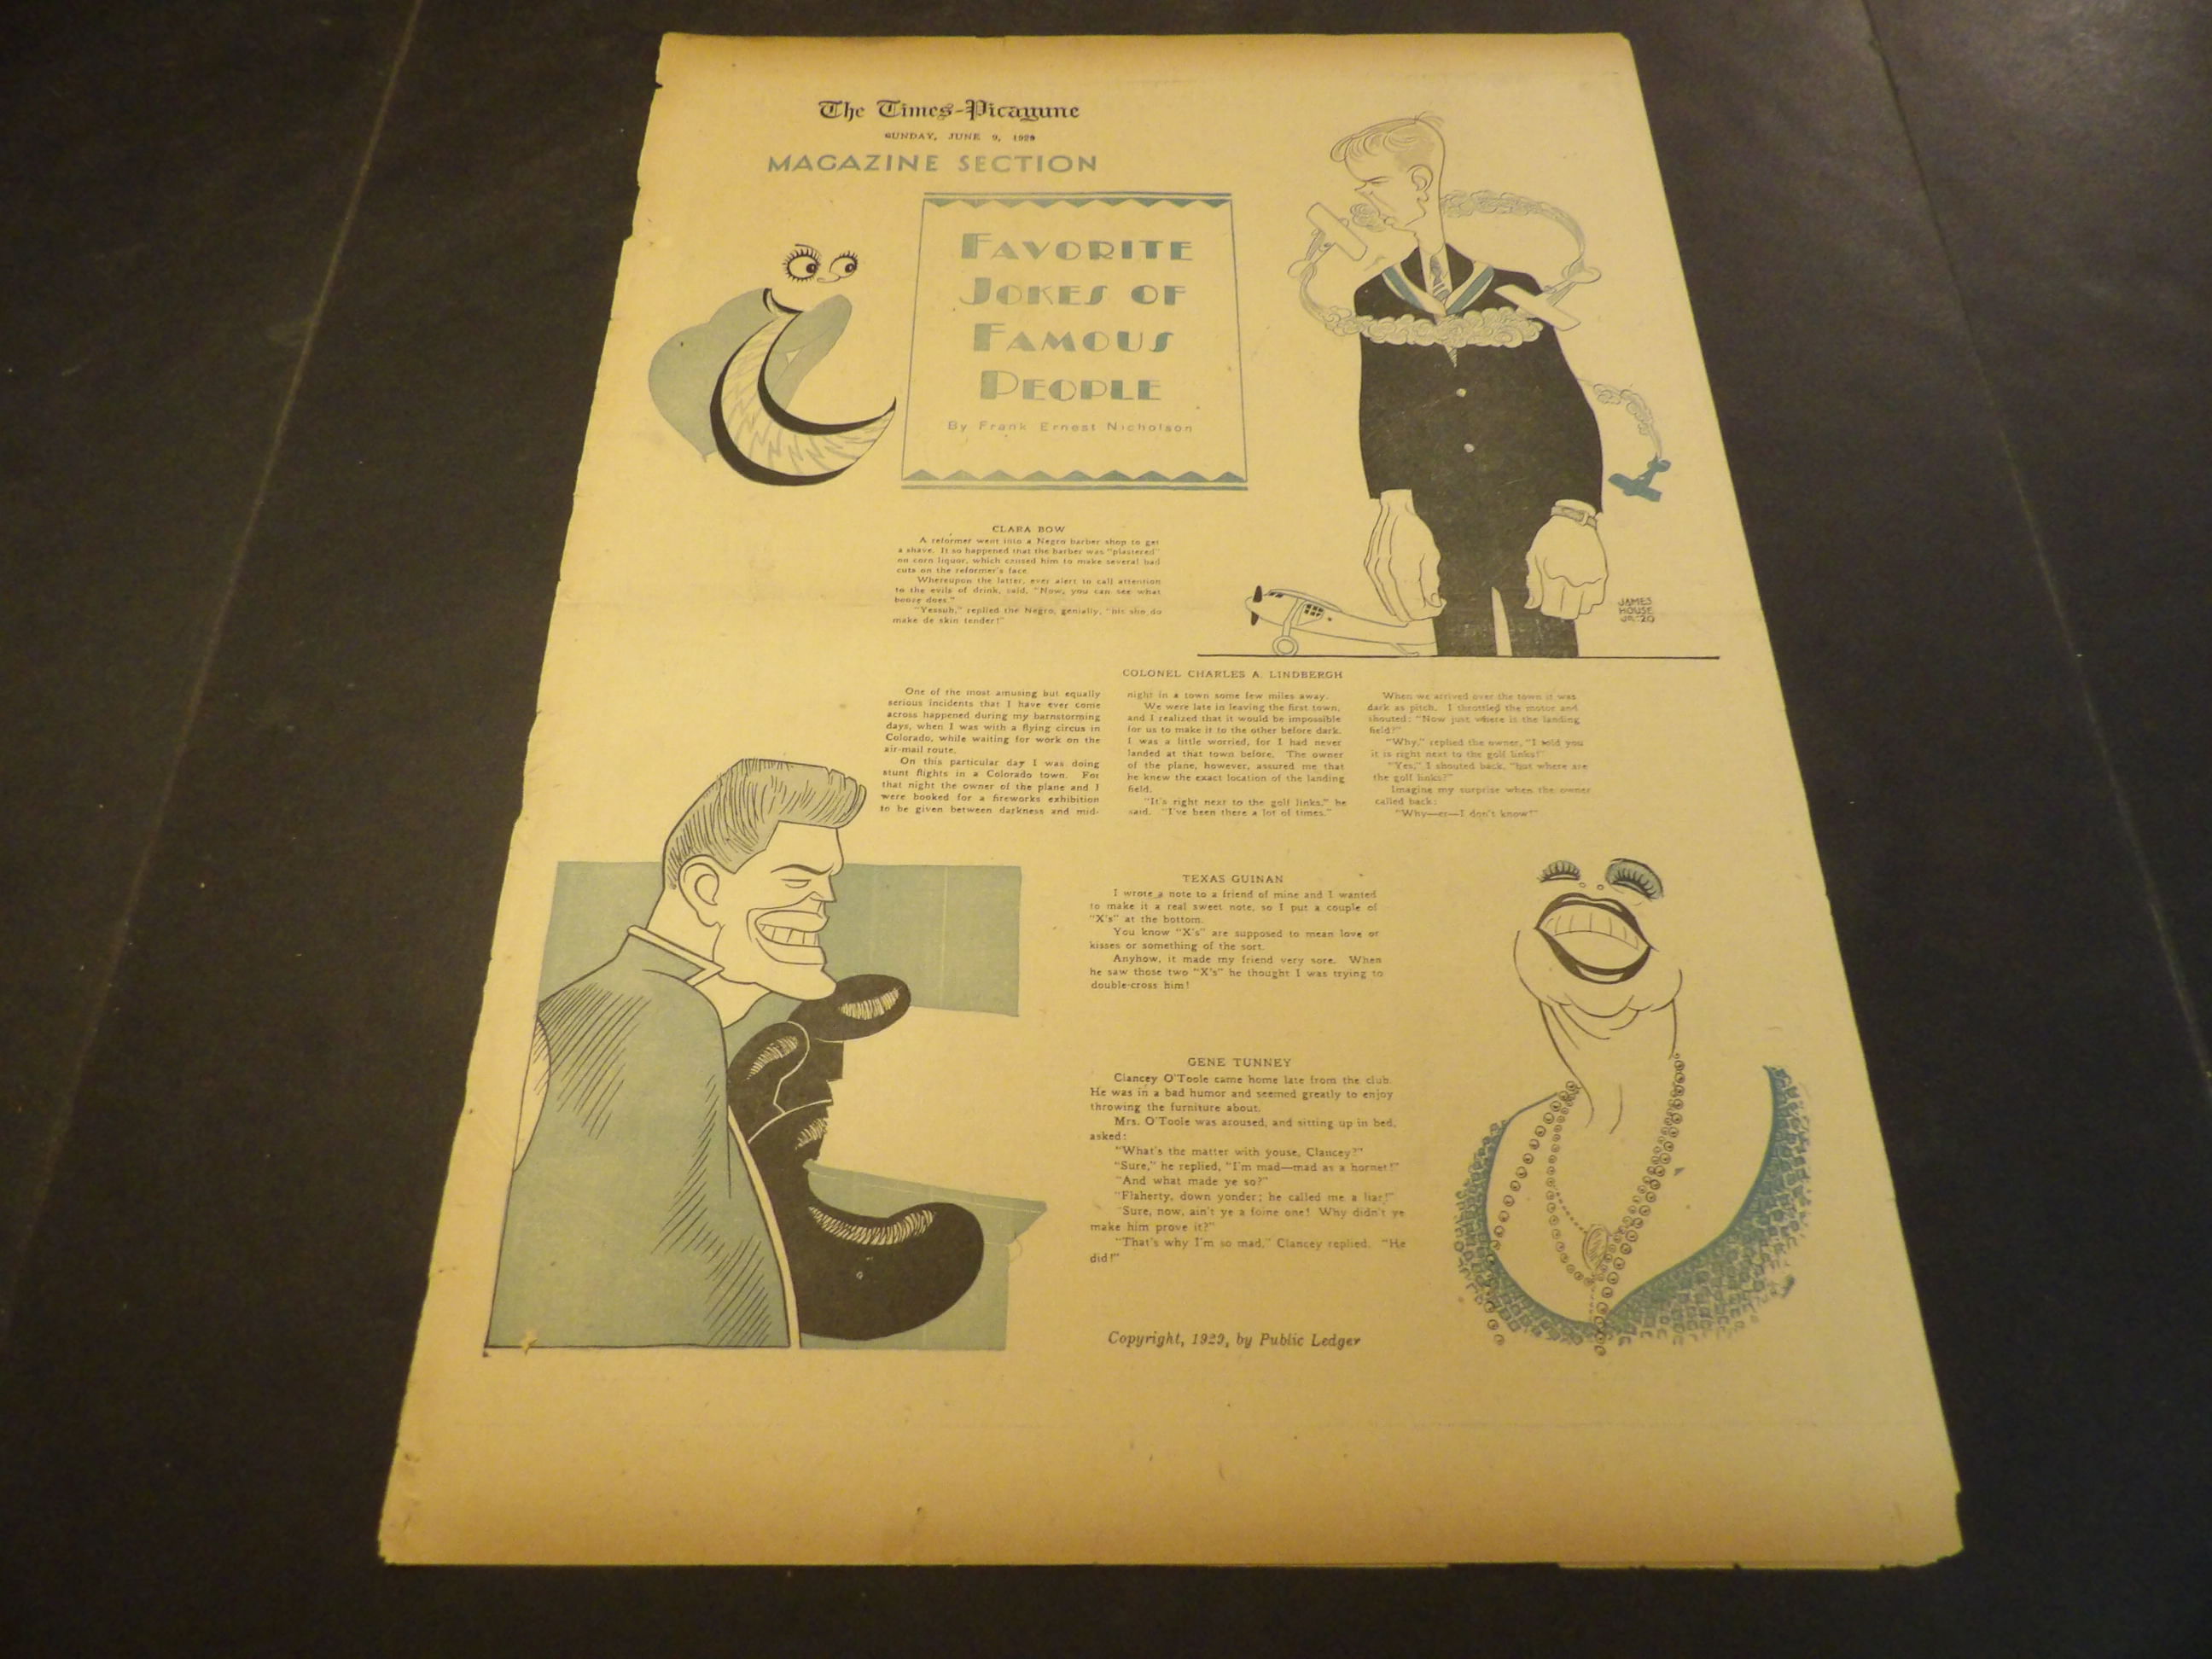 The Times-Picayune
SUNDAY, JUNE 9, 1929
MAGAZINE SECTION
FAVORITE
JOKES OF
FAMOUS
PEOPLE
By Frank Ernest Nicholson
JAMES
HOUSE
JR-20
CLARA BOW
A reformer went into a Negro barber shop to get
a shave. It so happened that the barber was "plastered"
on corn liquor, which caused him to make several bad
cuts on the reformer's face.
Whereupon the latter, ever alert to call attention
to the evils of drink, said, "Now, you can see what
booze does."
"Yessuh," replied the Negro, genially, "hit sho do
make de skin tender!"
COLONEL CHARLES A. LINDBERGH
One of the most amusing but equally
serious incidents that I have ever come
across happened during my barnstorming
days, when I was with a flying circus in
Colorado, while waiting for work on the
air-mail route.
On this particular day I was doing
stunt flights in a Colorado town. For
that night the owner of the plane and I
were booked for a fireworks exhibition
to be given between darkness and mid-
night in a town some few miles away.
We were late in leaving the first town,
and I realized that it would be impossible
for us to make it to the other before dark.
I was a little worried, for I had never
landed at that town before. The owner
of the plane, however, assured me that
he knew the exact location of the landing
field.
"It's right next to the golf links," he
said. "I've been there a lot of times."
When we arrived over the town it was
dark as pitch. I throttled the motor and
shouted: "Now just where is the landing
field?"
"Why," replied the owner, "I told you
it is right next to the golf links!"
"Yes," I shouted back, "but where are
the golf links?"
Imagine my surprise when the owner
called back:
"Why—er—I don't know!"
TEXAS GUINAN
I wrote a note to a friend of mine and I wanted
to make it a real sweet note, so I put a couple of
"X's" at the bottom.
You know "X's" are supposed to mean love or
kisses or something of the sort.
Anyhow, it made my friend very sore. When
he saw those two "X's" he thought I was trying to
double-cross him!
GENE TUNNEY
Clancey O'Toole came home late from the club.
He was in a bad humor and seemed greatly to enjoy
throwing the furniture about.
Mrs. O'Toole was aroused, and sitting up in bed,
asked:
"What's the matter with youse, Clancey?"
"Sure," he replied, "I'm mad—mad as a hornet!"
"And what made ye so?"
"Flaherty, down yonder; he called me a liar!"
"Sure, now, ain't ye a foine one! Why didn't ye
make him prove it?"
"That's why I'm so mad," Clancey replied. "He
did!"
Copyright, 1929, by Public Ledger